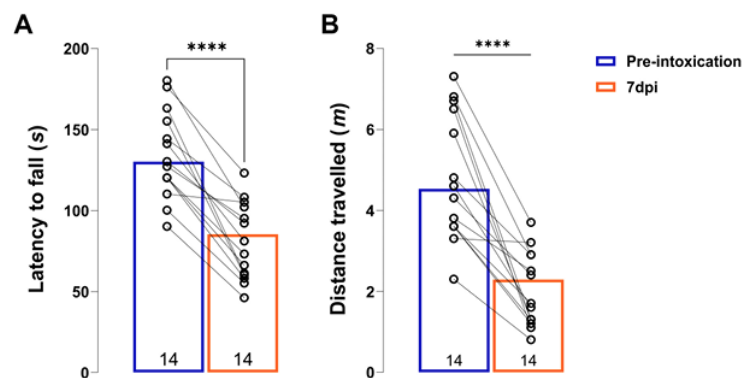 A
Latency to fall (s)
200
150
100
50
0
****
14
14
B
Distance travelled (m)
8
6
4
2
0
****
14
14
Pre-intoxication
7dpi